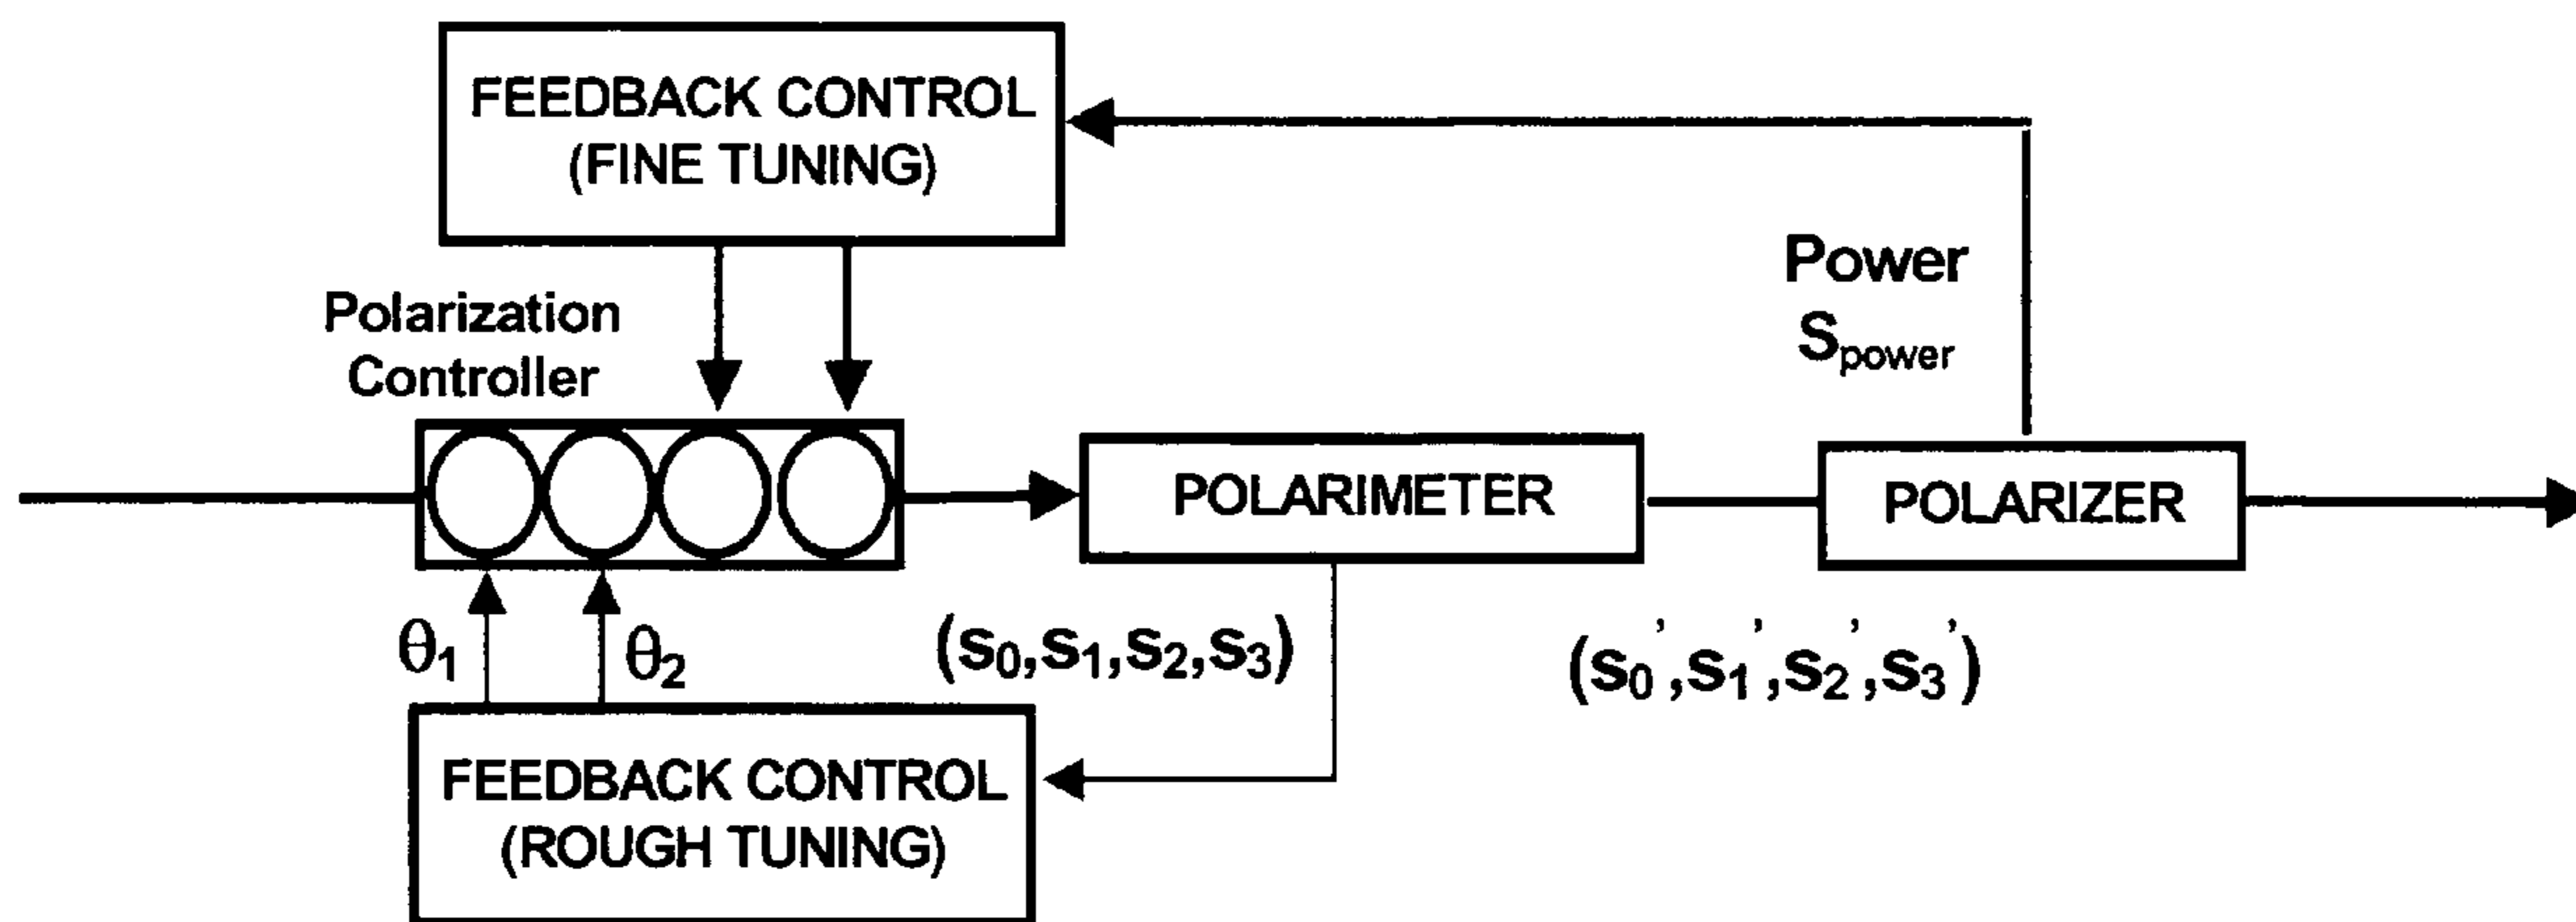 FEEDBACK CONTROL
(FINE TUNING)
Power
S_power
Polarization
Controller
POLARIMETER
POLARIZER
θ₁
θ₂
(s₀,s₁,s₂,s₃)
(s₀',s₁',s₂',s₃')
FEEDBACK CONTROL
(ROUGH TUNING)